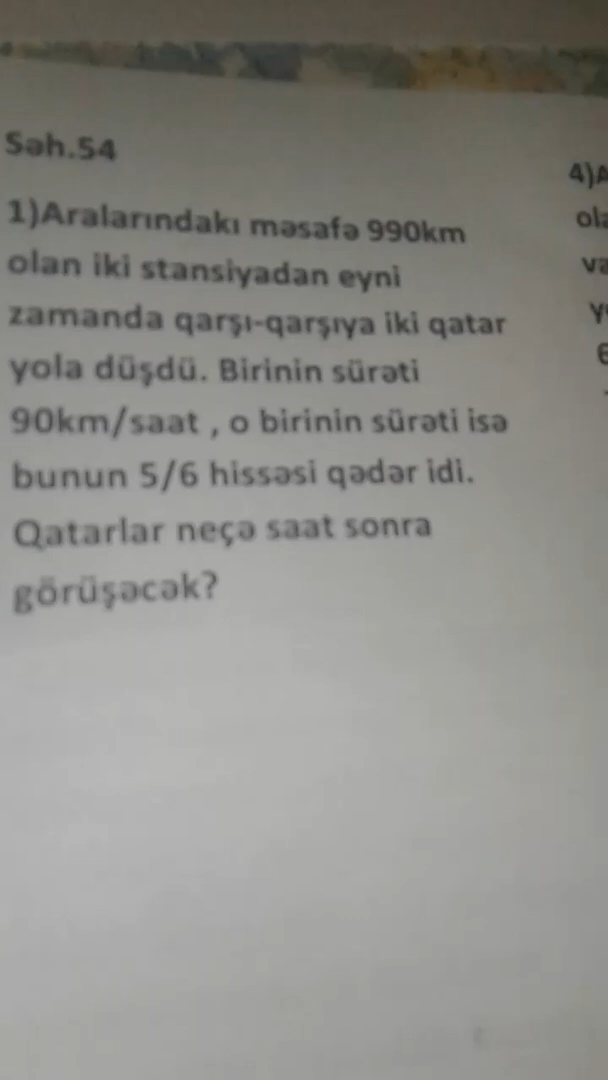 Səh.54
1)Aralarındakı məsafə 990km
olan iki stansiyadan eyni
zamanda qarşı-qarşıya iki qatar
yola düşdü. Birinin sürəti
90km/saat , o birinin sürəti isə
bunun 5/6 hissəsi qədər idi.
Qatarlar neçə saat sonra
görüşəcək?
4)A